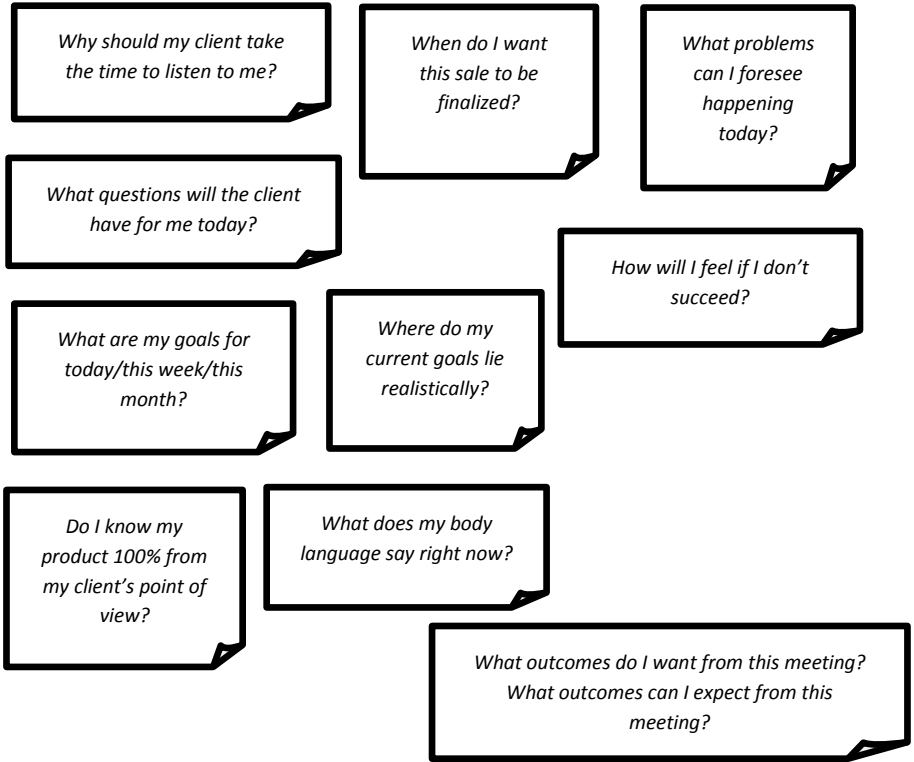 Why should my client take
the time to listen to me?
When do I want
this sale to be
finalized?
What problems
can I foresee
happening
today?
What questions will the client
have for me today?
How will I feel if I don’t
succeed?
What are my goals for
today/this week/this
month?
Where do my
current goals lie
realistically?
Do I know my
product 100% from
my client’s point of
view?
What does my body
language say right now?
What outcomes do I want from this meeting?
What outcomes can I expect from this
meeting?